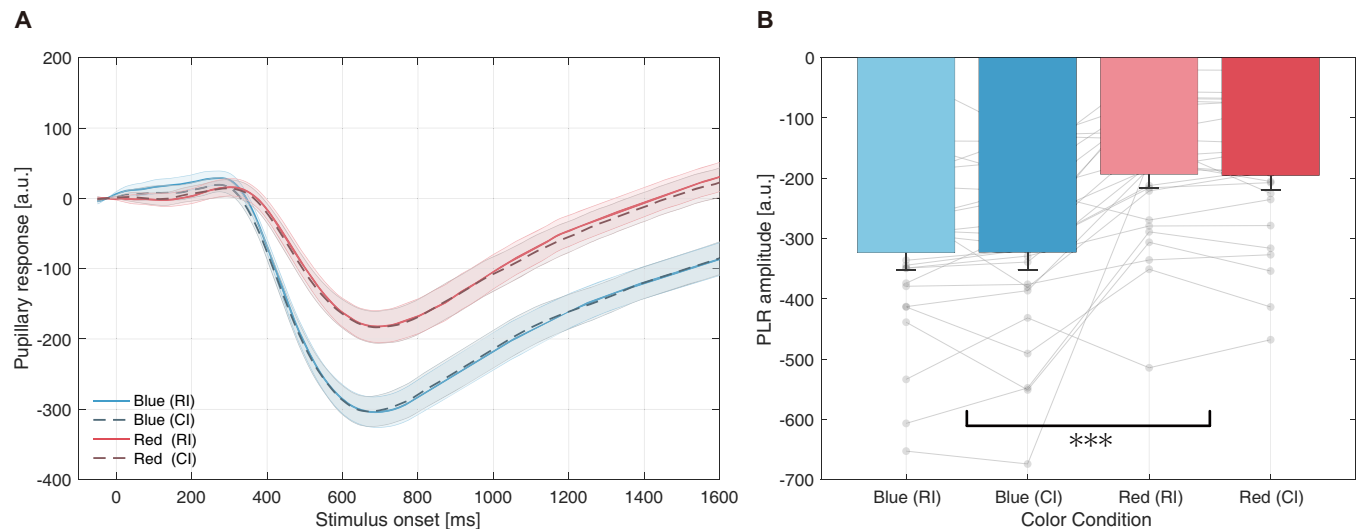 A
200
100
0
-100
-200
-300
-400
Pupillary response [a.u.]
Blue (RI)
Blue (CI)
Red (RI)
Red (CI)
0 200 400 600 800 1000 1200 1400 1600
Stimulus onset [ms]
B
0
-100
-200
-300
-400
-500
-600
-700
PLR amplitude [a.u.]
***
Blue (RI) Blue (CI) Red (RI) Red (CI)
Color Condition